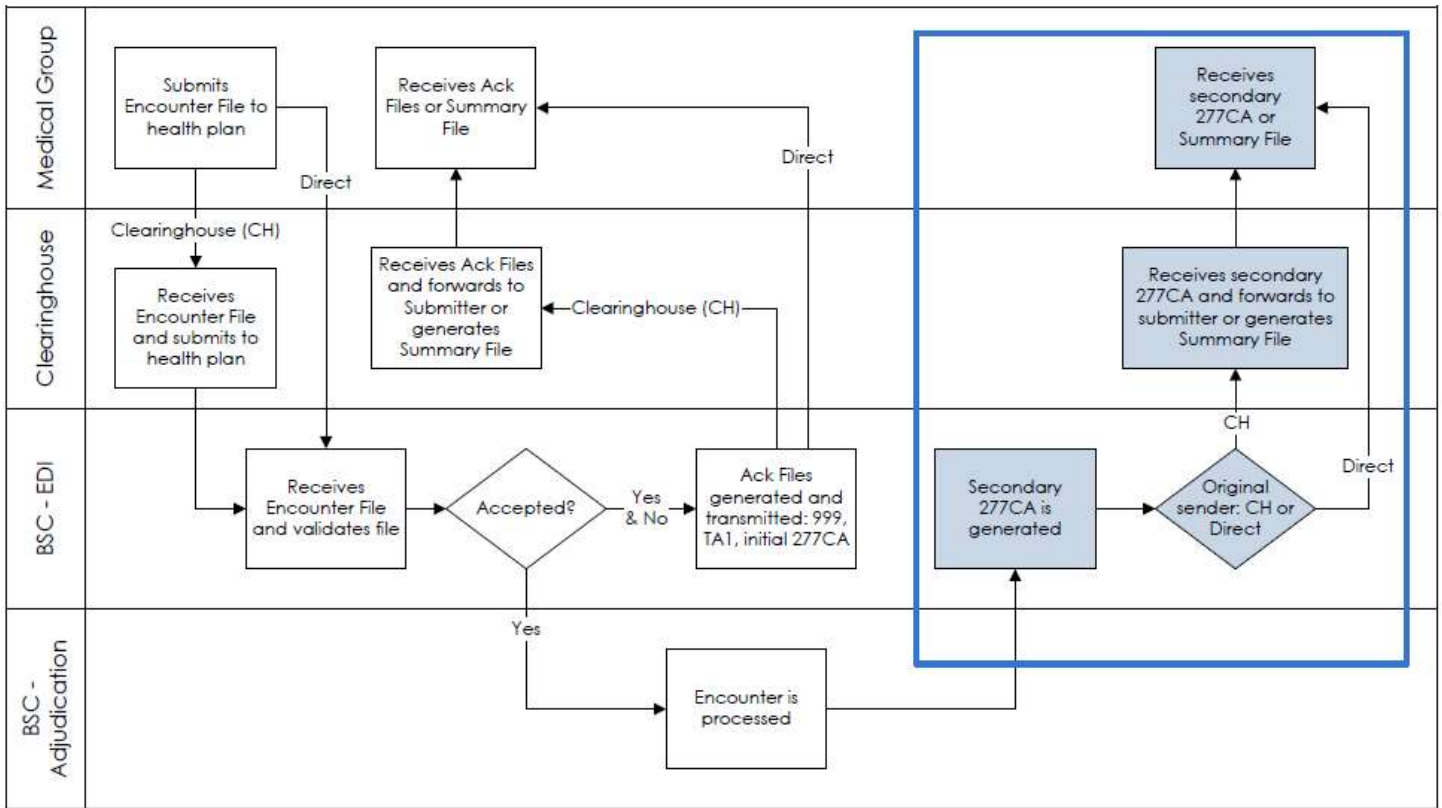 Medical Group
Submits
Encounter File to
health plan
Receives Ack
Files or Summary
File
Receives
secondary
277CA or
Summary File
Direct
Direct
Clearinghouse
Clearinghouse (CH)
Receives
Encounter File
and submits to
health plan
Receives Ack Files
and forwards to
Submitter or
generates
Summary File
Clearinghouse (CH)
Receives secondary
277CA and forwards to
submitter or generates
Summary File
BSC - EDI
Receives
Encounter File
and validates file
Accepted?
Yes
& No
Ack Files
generated and
transmitted: 999,
TA1, initial 277CA
Secondary
277CA is
generated
Original
sender: CH or
Direct
CH
Direct
BSC -
Adjudication
Yes
Encounter is
processed